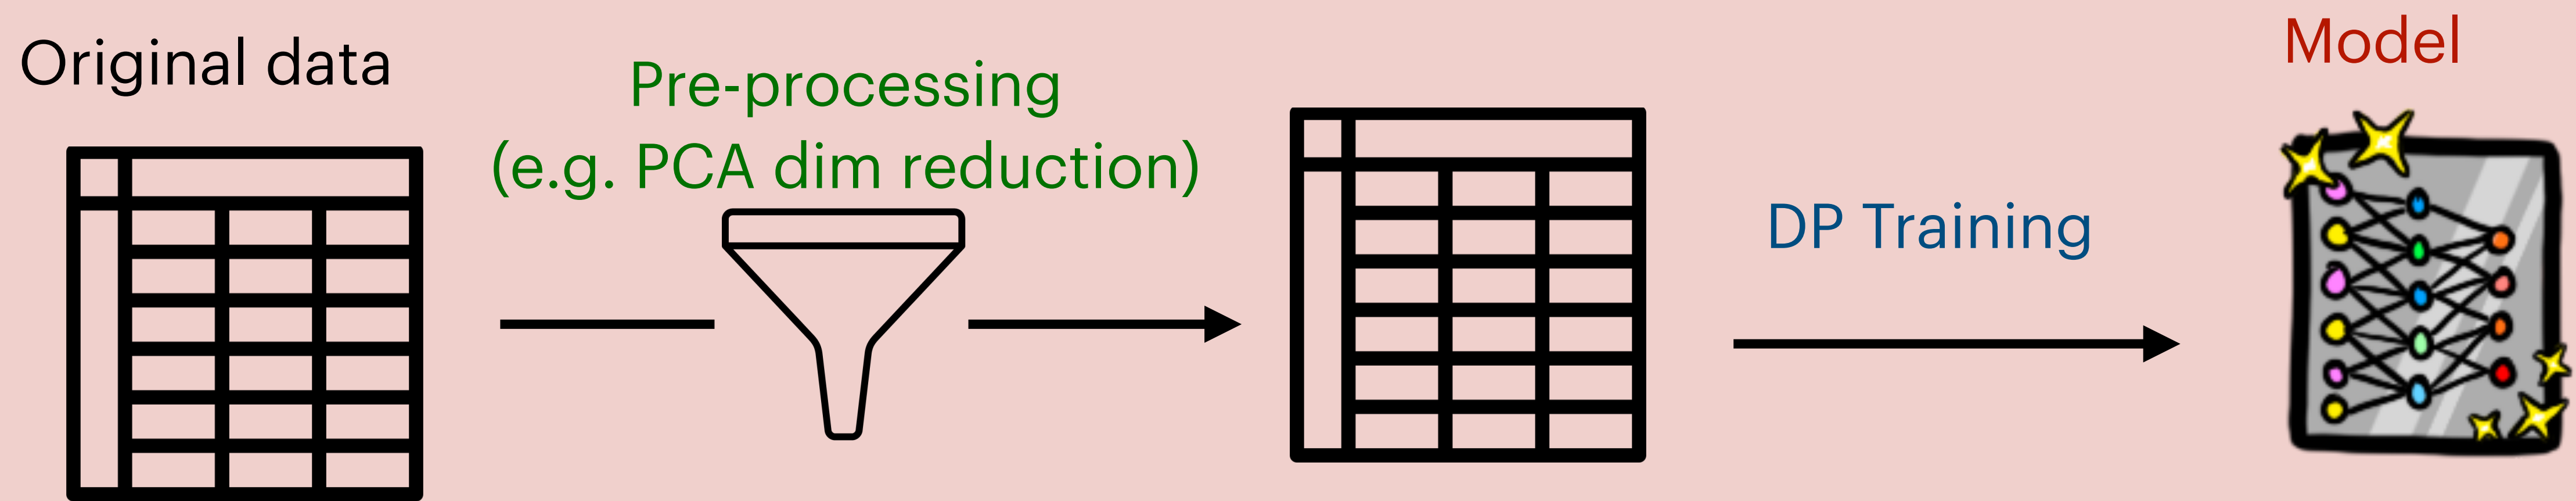 Original data
Pre-processing
(e.g. PCA dim reduction)
DP Training
Model